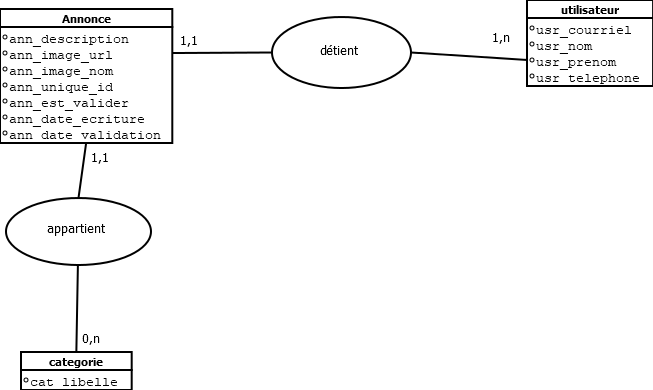 Annonce
ann_description
ann_image_url
ann_image_nom
ann_unique_id
ann_est_valider
ann_date_ecriture
ann_date_validation
1,1
détient
1,n
utilisateur
usr_courriel
usr_nom
usr_prenom
usr_telephone
1,1
appartient
0,n
categorie
cat_libelle